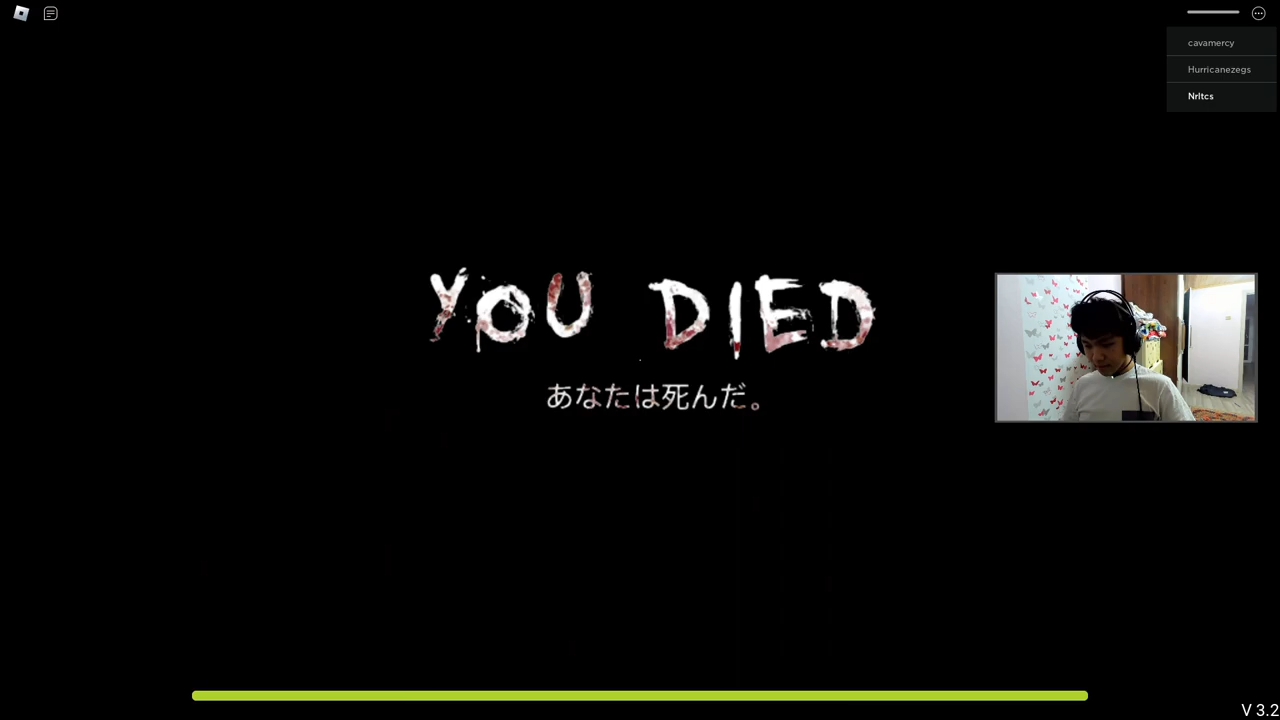 cavamercy
Hurricanezegs
Nrltcs
YOU DIED
あなたは死んだ。
V 3.2